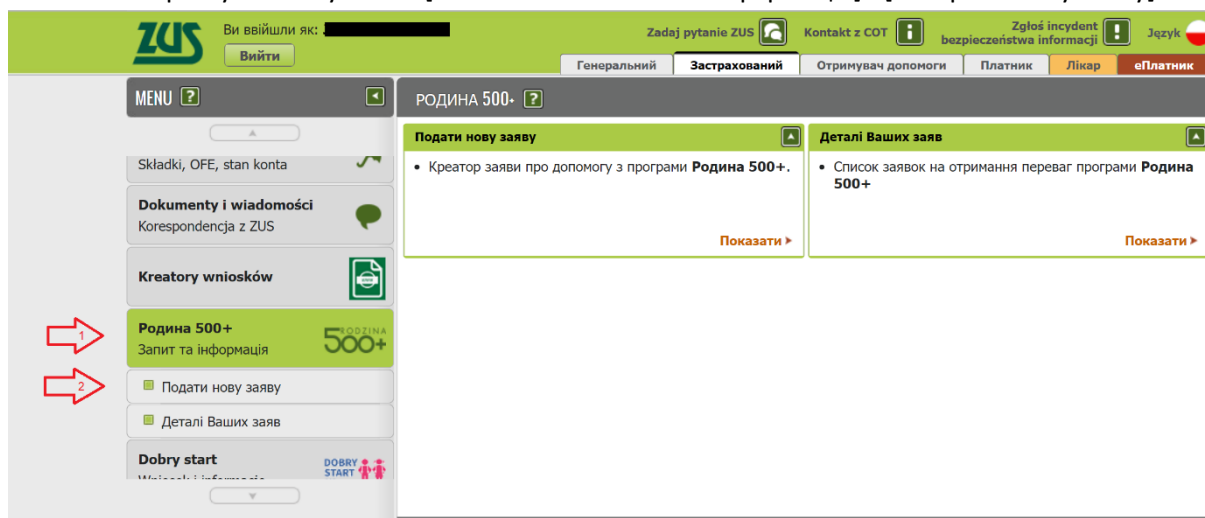 ZUS
Ви ввійшли як:
Вийти
Zadaj pytanie ZUS
Kontakt z COT
Zgłoś incydent
bezpieczeństwa informacji
Język
Генеральний
Застрахований
Отримувач допомоги
Платник
Лікар
еПлатник
MENU
Składki, OFE, stan konta
Dokumenty i wiadomości
Korespondencja z ZUS
Kreatory wniosków
1
Родина 500+
Запит та інформація
RODZINA
500+
2
Подати нову заяву
Деталі Ваших заяв
Dobry start
DOBRY
START
РОДИНА 500+
Подати нову заяву
• Креатор заяви про допомогу з програми Родина 500+.
Показати
Деталі Ваших заяв
• Список заявок на отримання переваг програми Родина
500+
Показати